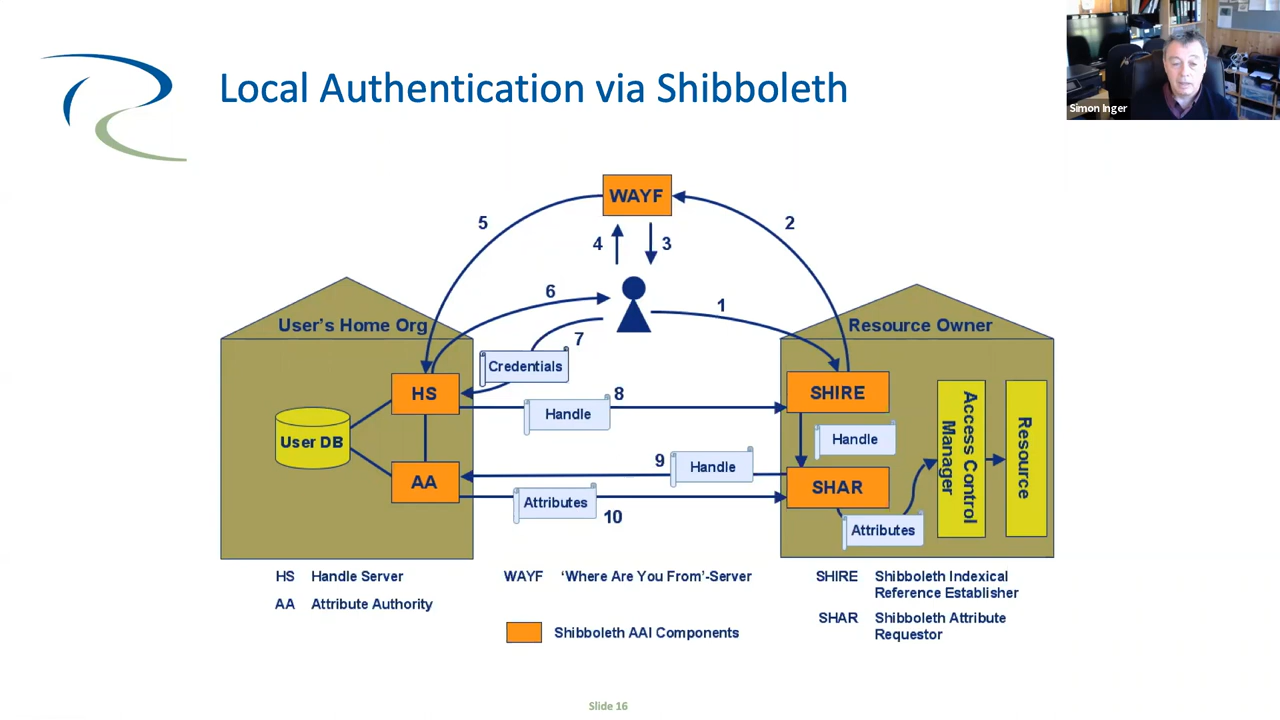 Local Authentication via Shibboleth
Simon Inger
WAYF
5
2
4
3
6
1
User's Home Org
Resource Owner
7
Credentials
HS
8
Handle
SHIRE
User DB
Handle
9
Handle
AA
SHAR
Attributes
10
Attributes
Access Control
Manager
Resource
HS Handle Server
AA Attribute Authority
WAYF 'Where Are You From'-Server
Shibboleth AAI Components
SHIRE Shibboleth Indexical
Reference Establisher
SHAR Shibboleth Attribute
Requestor
Slide 16